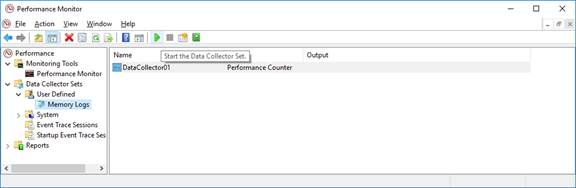 Performance Monitor
File Action View Window Help
Start the Data Collector Set.
Performance
Monitoring Tools
Performance Monitor
Data Collector Sets
User Defined
Memory Logs
System
Event Trace Sessions
Startup Event Trace Ses
Reports
Name Output
DataCollector01 Performance Counter